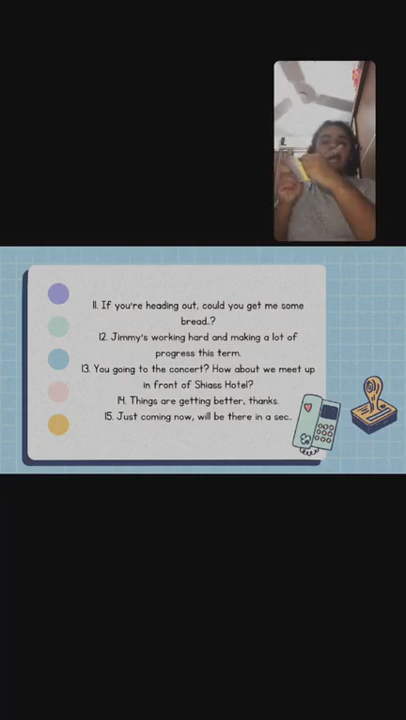 11. If you're heading out, could you get me some
bread..?
12. Jimmy's working hard and making a lot of
progress this term.
13. You going to the concert? How about we meet up
in front of Shiass Hotel?
14. Things are getting better, thanks.
15. Just coming now, will be there in a sec..